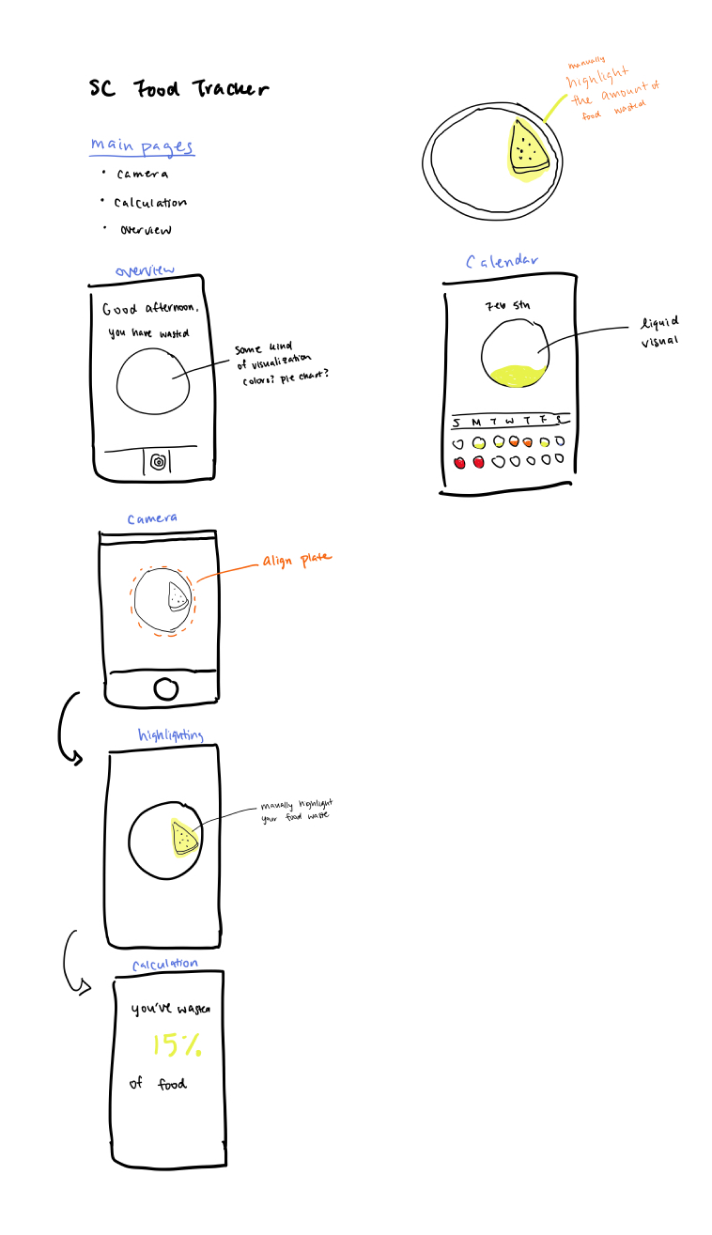 SC Food Tracker
main pages
• camera
• calculation
• overview
manually
highlight
the amount of
food wasted
overview
Good afternoon,
you have wasted
Some kind
of visualization
colors? pie chart?
Calendar
Feb 5th
liquid
visual
S M T W T F S
camera
align plate
highlighting
manually highlight
your food waste
calculation
you've wasted
15%
of food